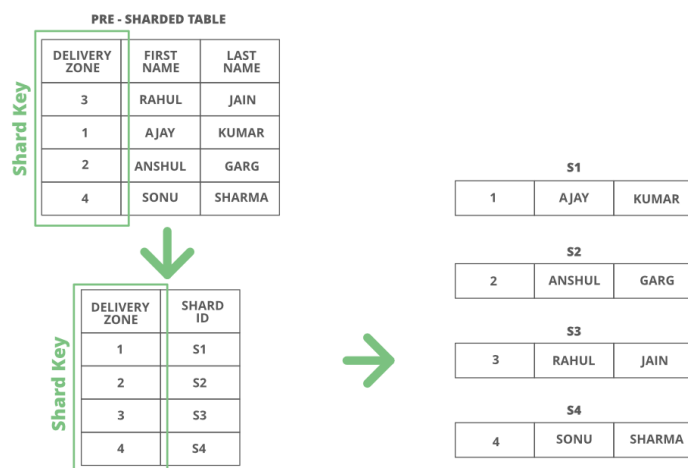 PRE - SHARDED TABLE
Shard Key
DELIVERY ZONE FIRST NAME LAST NAME
3 RAHUL JAIN
1 AJAY KUMAR
2 ANSHUL GARG
4 SONU SHARMA
Shard Key
DELIVERY ZONE SHARD ID
1 S1
2 S2
3 S3
4 S4
S1
1 AJAY KUMAR
S2
2 ANSHUL GARG
S3
3 RAHUL JAIN
S4
4 SONU SHARMA